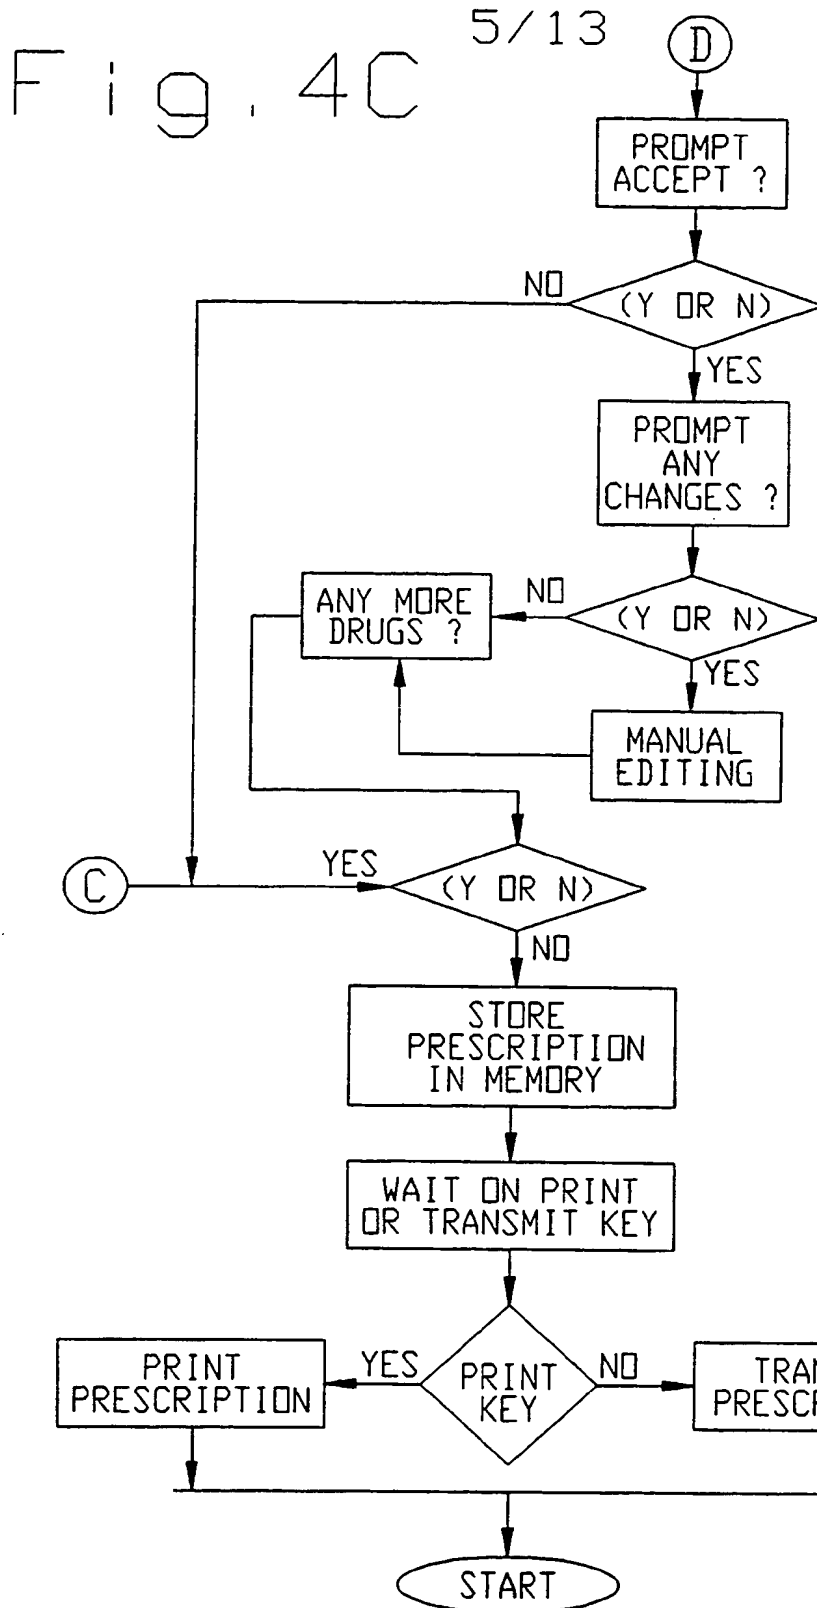 5/13
Fig. 4C
D
PROMPT
ACCEPT ?
NO
(Y OR N)
YES
PROMPT
ANY
CHANGES ?
ANY MORE
DRUGS ?
NO
(Y OR N)
YES
MANUAL
EDITING
C
YES
(Y OR N)
NO
STORE
PRESCRIPTION
IN MEMORY
WAIT ON PRINT
OR TRANSMIT KEY
PRINT
PRESCRIPTION
YES
PRINT
KEY
NO
START